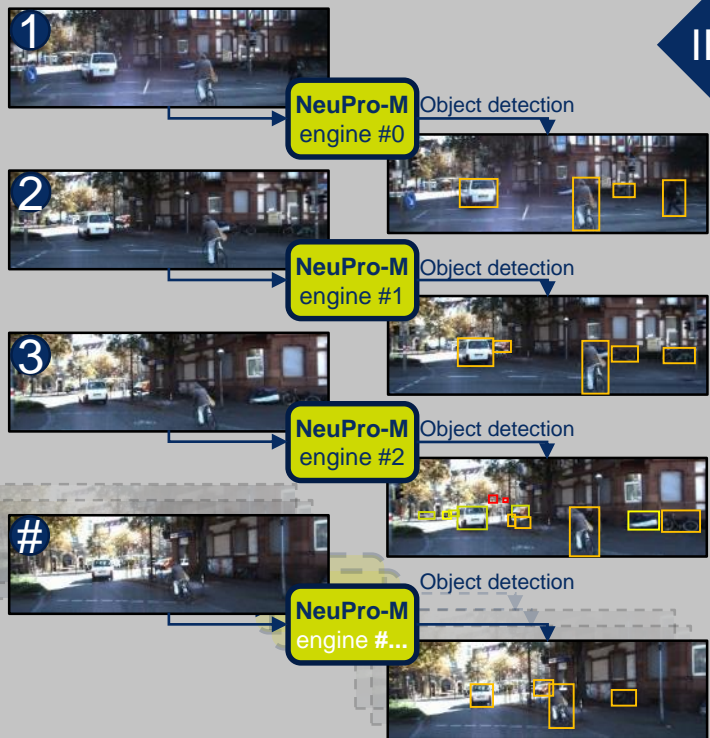 1
NeuPro-M
engine #0
Object detection
2
NeuPro-M
engine #1
Object detection
3
NeuPro-M
engine #2
Object detection
#
NeuPro-M
engine #...
Object detection